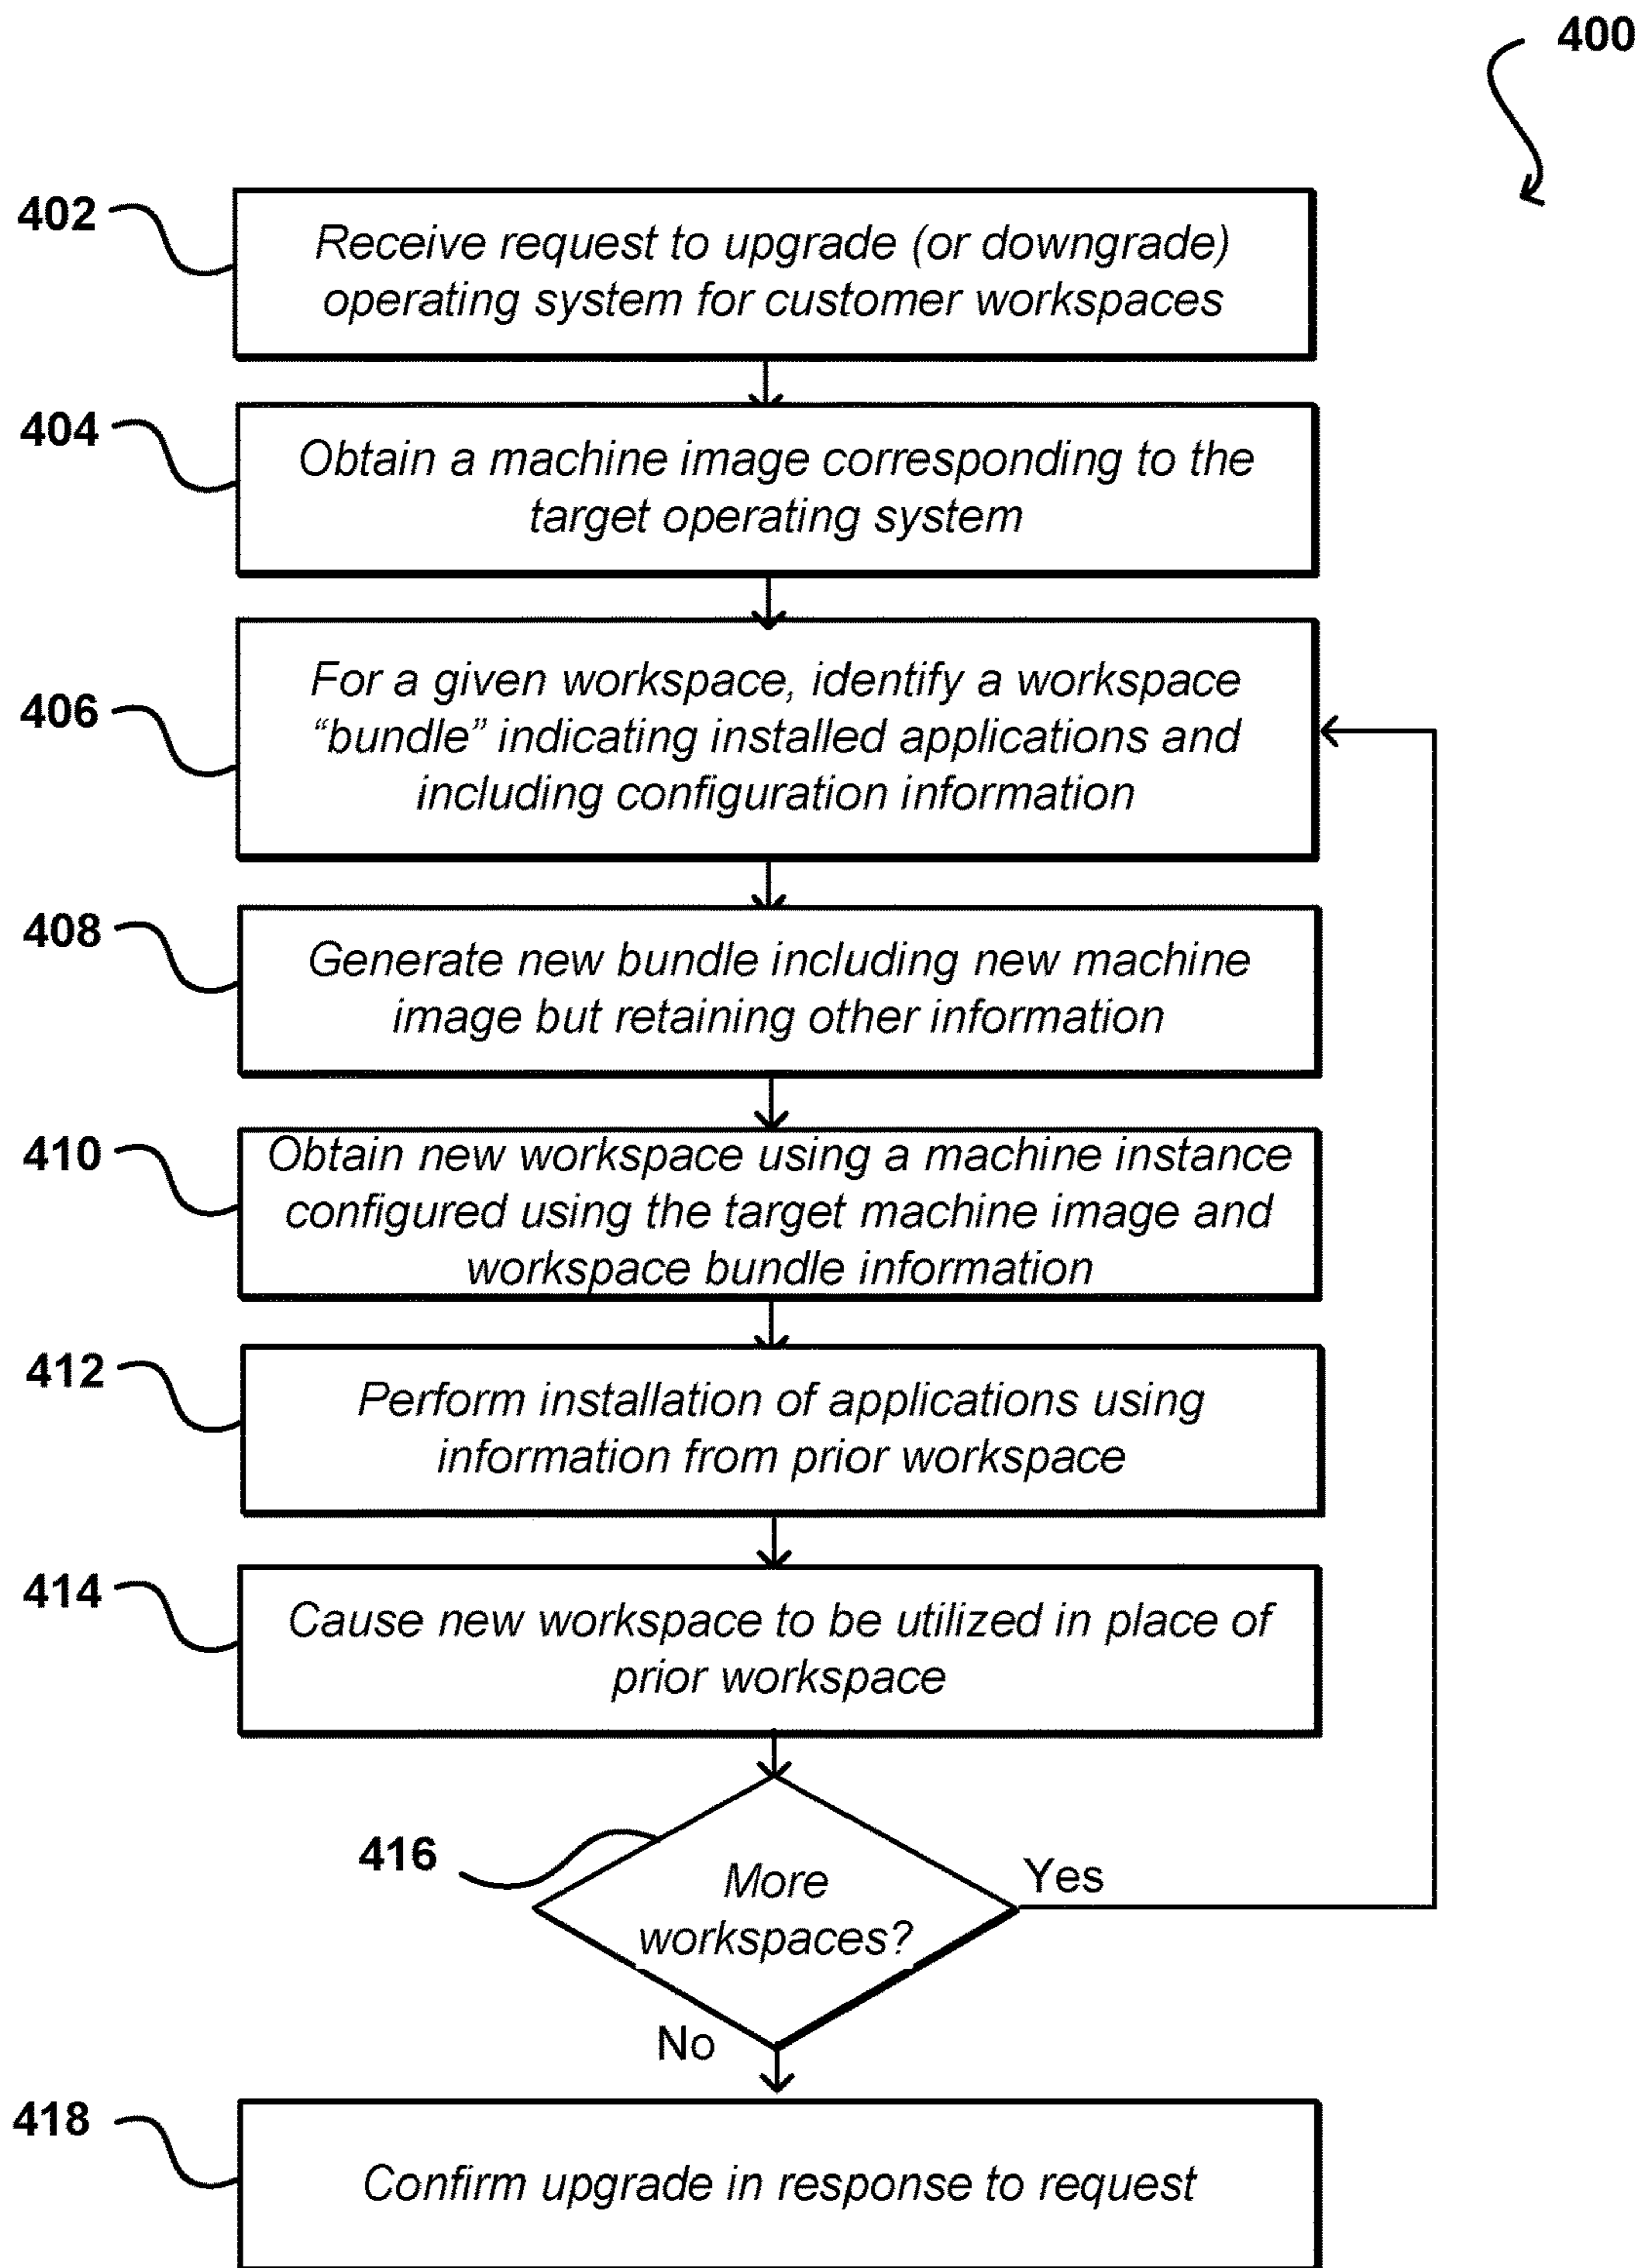 400
402
Receive request to upgrade (or downgrade)
operating system for customer workspaces
404
Obtain a machine image corresponding to the
target operating system
406
For a given workspace, identify a workspace
“bundle” indicating installed applications and
including configuration information
408
Generate new bundle including new machine
image but retaining other information
410
Obtain new workspace using a machine instance
configured using the target machine image and
workspace bundle information
412
Perform installation of applications using
information from prior workspace
414
Cause new workspace to be utilized in place of
prior workspace
416
More
workspaces?
Yes
No
418
Confirm upgrade in response to request